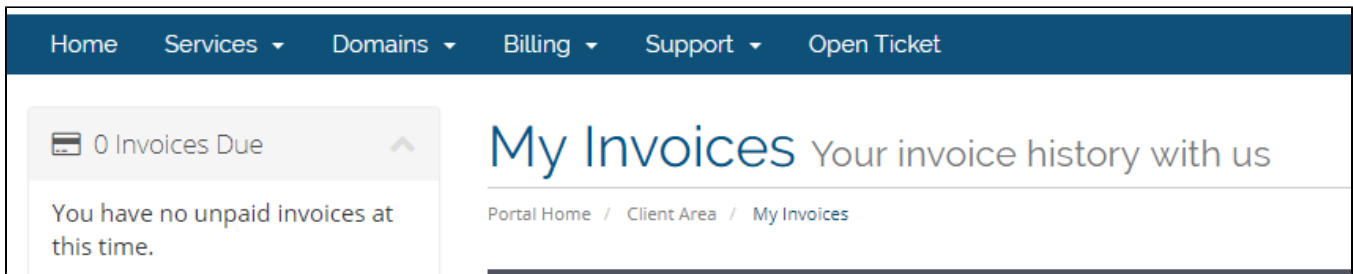 Home Services Domains Billing Support Open Ticket
0 Invoices Due
You have no unpaid invoices at
this time.
My Invoices Your invoice history with us
Portal Home / Client Area / My Invoices